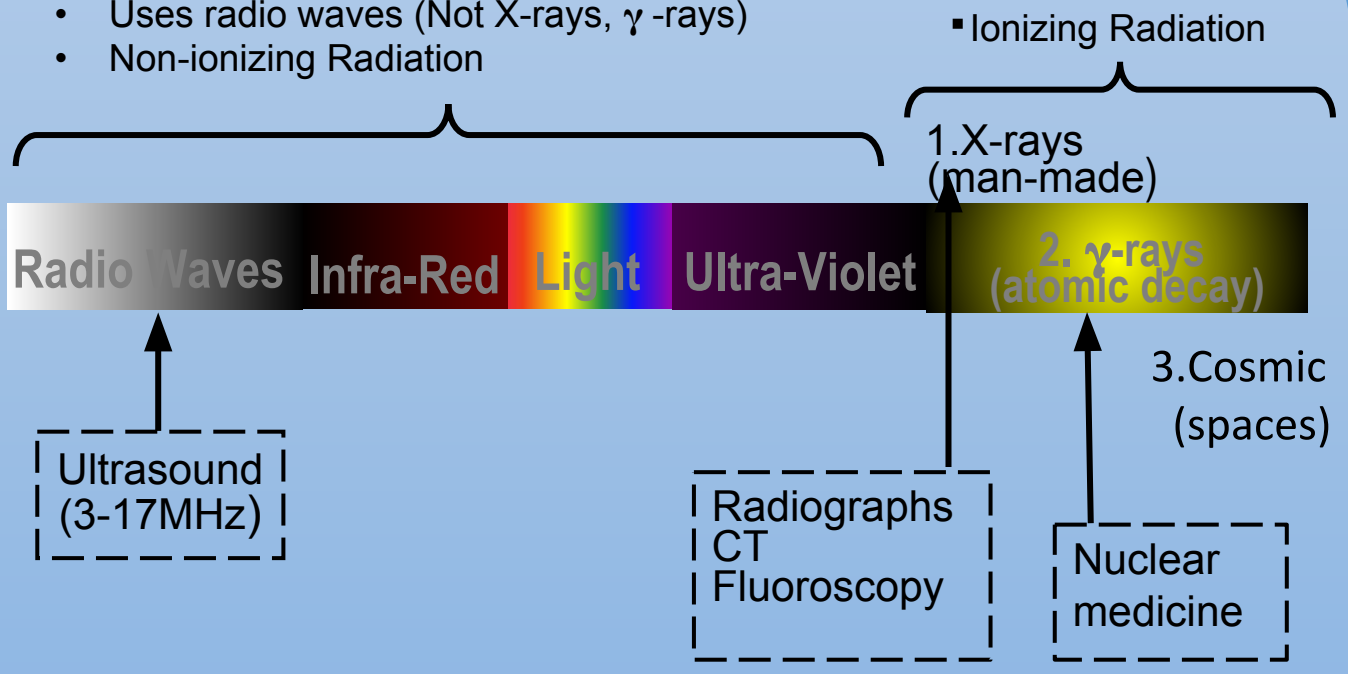 • Uses radio waves (Not X-rays, γ -rays)
• Non-ionizing Radiation
▪ Ionizing Radiation
1.X-rays
(man-made)
Radio Waves
Infra-Red
Light
Ultra-Violet
2. γ-rays
(atomic decay)
3.Cosmic
(spaces)
Ultrasound
(3-17MHz)
Radiographs
CT
Fluoroscopy
Nuclear
medicine